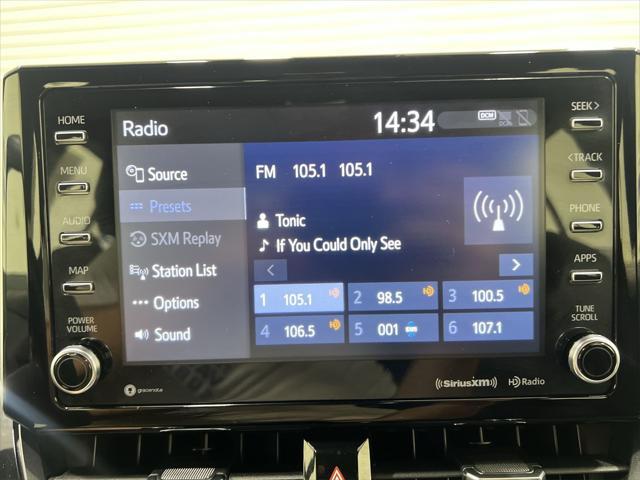 HOME
MENU
AUDIO
MAP
POWER
VOLUME
Radio
14:34
DCM
Source
Presets
SXM Replay
Station List
Options
Sound
FM 105.1 105.1
Tonic
If You Could Only See
1 105.1
2 98.5
3 100.5
4 106.5
5 001
6 107.1
gracenote
((SiriusXM))
HD Radio
SEEK >
< TRACK
PHONE
APPS
TUNE
SCROLL